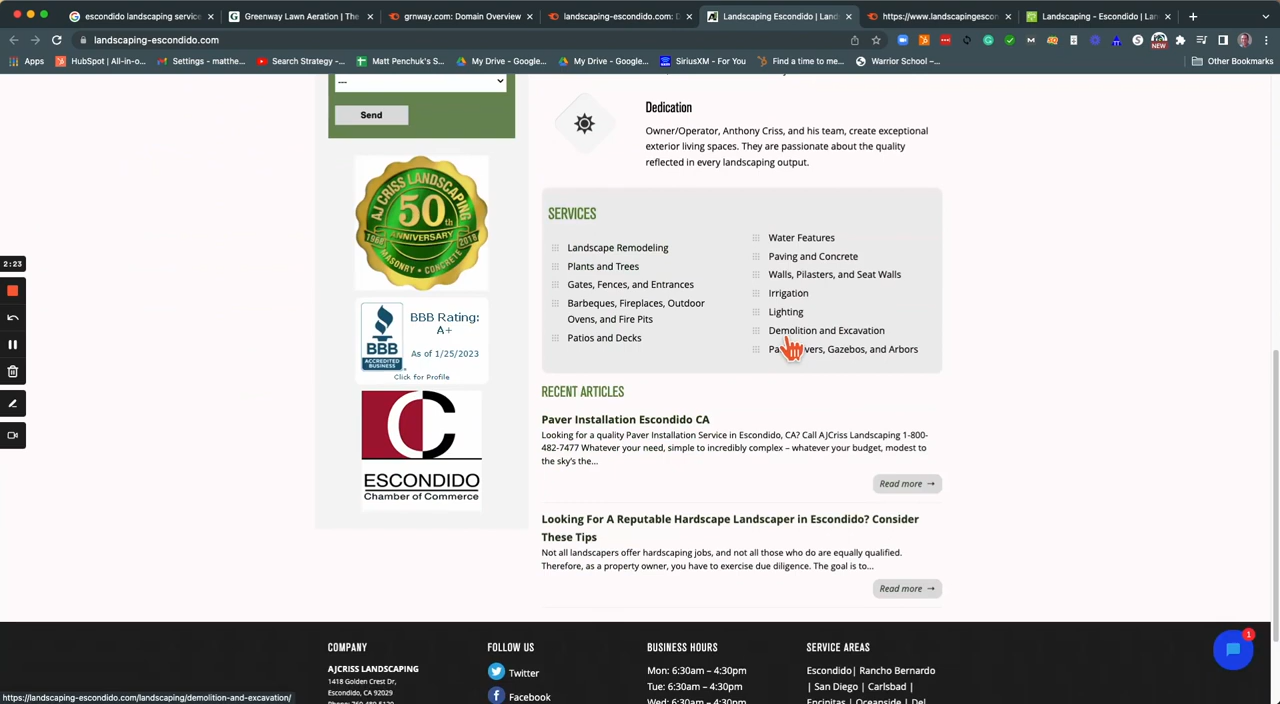 escondido landscaping service
Greenway Lawn Aeration | The
grnway.com: Domain Overview
landscaping-escondido.com: D
Landscaping Escondido | Land
https://www.landscapingescon
Landscaping - Escondido | La
landscaping-escondido.com
NEW
Apps
HubSpot | All-in-o...
Settings - matthe...
Search Strategy -...
Matt Penchuk's S...
My Drive - Google...
My Drive - Google...
SiriusXM - For You
Find a time to me...
Warrior School –...
Other Bookmarks
---
Send
Dedication
Owner/Operator, Anthony Criss, and his team, create exceptional
exterior living spaces. They are passionate about the quality
reflected in every landscaping output.
AJ CRISS LANDSCAPING
50th
ANNIVERSARY
MASONRY CONCRETE
SERVICES
Landscape Remodeling
Plants and Trees
Gates, Fences, and Entrances
Barbeques, Fireplaces, Outdoor
Ovens, and Fire Pits
Patios and Decks
Water Features
Paving and Concrete
Walls, Pilasters, and Seat Walls
Irrigation
Lighting
Demolition and Excavation
Gazebos, and Arbors
2:23
BBB Rating:
A+
As of 1/25/2023
BBB
ACCREDITED
BUSINESS
Click for Profile
ESCONDIDO
Chamber of Commerce
RECENT ARTICLES
Paver Installation Escondido CA
Looking for a quality Paver Installation Service in Escondido, CA? Call AJCriss Landscaping 1-800-
482-7477 Whatever your need, simple to incredibly complex – whatever your budget, modest to
the sky's the...
Read more →
Looking For A Reputable Hardscape Landscaper in Escondido? Consider
These Tips
Not all landscapers offer hardscaping jobs, and not all those who do are equally qualified.
Therefore, as a property owner, you have to exercise due diligence. The goal is to...
Read more →
COMPANY
AJCRISS LANDSCAPING
1418 Golden Crest Dr,
Escondido, CA 92029
FOLLOW US
Twitter
Facebook
BUSINESS HOURS
Mon: 6:30am – 4:30pm
Tue: 6:30am – 4:30pm
SERVICE AREAS
Escondido| Rancho Bernardo
| San Diego | Carlsbad |
Encinitas | Oceanside | Del
1
https://landscaping-escondido.com/landscaping/demolition-and-excavation/